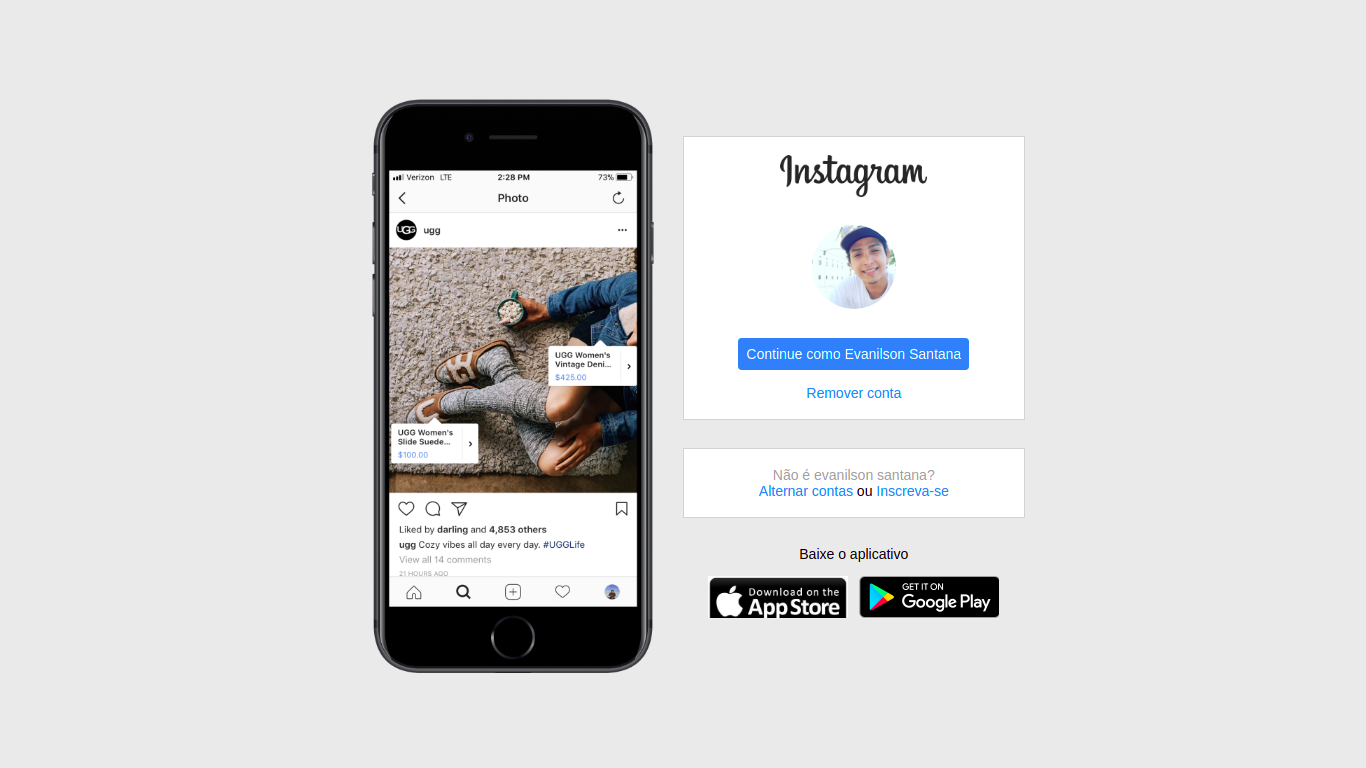 Verizon LTE 2:28 PM 73%
Photo
UGG ugg
UGG Women's
Vintage Deni...
$425.00
UGG Women's
Slide Suede...
$100.00
Liked by darling and 4,853 others
ugg Cozy vibes all day every day. #UGGLife
View all 14 comments
21 HOURS AGO
Instagram
Continue como Evanilson Santana
Remover conta
Não é evanilson santana?
Alternar contas ou Inscreva-se
Baixe o aplicativo
Download on the
App Store
GET IT ON
Google Play